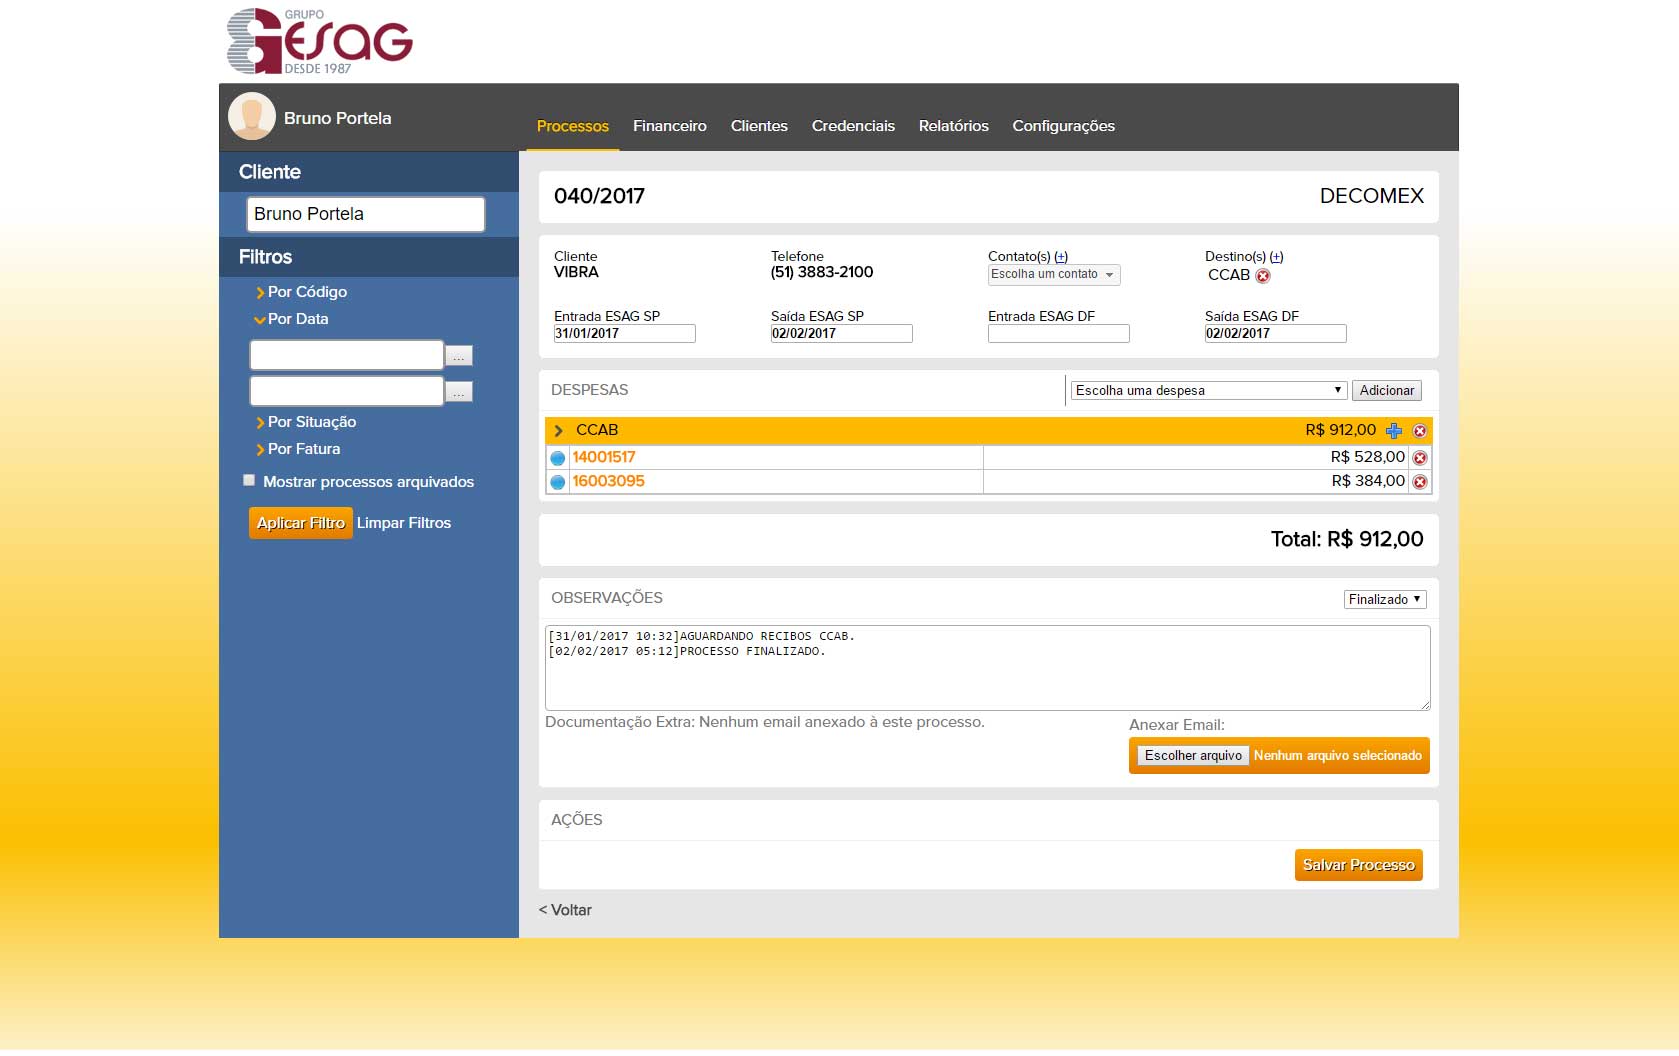 GRUPO
ESAG
DESDE 1987
Bruno Portela
Processos Financeiro Clientes Credenciais Relatórios Configurações
Cliente
Bruno Portela
Filtros
Por Código
Por Data
...
...
Por Situação
Por Fatura
Mostrar processos arquivados
Aplicar Filtro Limpar Filtros
040/2017 DECOMEX
Cliente Telefone Contato(s) (+) Destino(s) (+)
VIBRA (51) 3883-2100 Escolha um contato CCAB
Entrada ESAG SP Saída ESAG SP Entrada ESAG DF Saída ESAG DF
31/01/2017 02/02/2017 02/02/2017
DESPESAS Escolha uma despesa Adicionar
CCAB R$ 912,00
14001517 R$ 528,00
16003095 R$ 384,00
Total: R$ 912,00
OBSERVAÇÕES Finalizado
[31/01/2017 10:32]AGUARDANDO RECIBOS CCAB.
[02/02/2017 05:12]PROCESSO FINALIZADO.
Documentação Extra: Nenhum email anexado à este processo.
Anexar Email:
Escolher arquivo Nenhum arquivo selecionado
AÇÕES
Salvar Processo
< Voltar